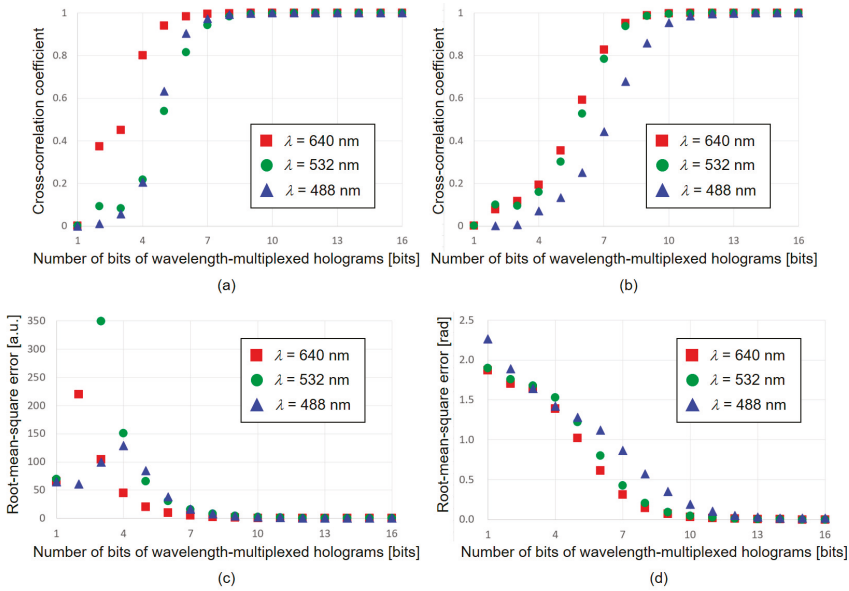 1
0.8
0.6
0.4
0.2
0
Cross-correlation coefficient
λ = 640 nm
λ = 532 nm
λ = 488 nm
1 4 7 10 13 16
Number of bits of wavelength-multiplexed holograms [bits]
(a)
1
0.8
0.6
0.4
0.2
0
Cross-correlation coefficient
λ = 640 nm
λ = 532 nm
λ = 488 nm
1 4 7 10 13 16
Number of bits of wavelength-multiplexed holograms [bits]
(b)
350
300
250
200
150
100
50
0
Root-mean-square error [a.u.]
λ = 640 nm
λ = 532 nm
λ = 488 nm
1 4 7 10 13 16
Number of bits of wavelength-multiplexed holograms [bits]
(c)
2.5
2.0
1.5
1.0
0.5
0.0
Root-mean-square error [rad]
λ = 640 nm
λ = 532 nm
λ = 488 nm
1 4 7 10 13 16
Number of bits of wavelength-multiplexed holograms [bits]
(d)